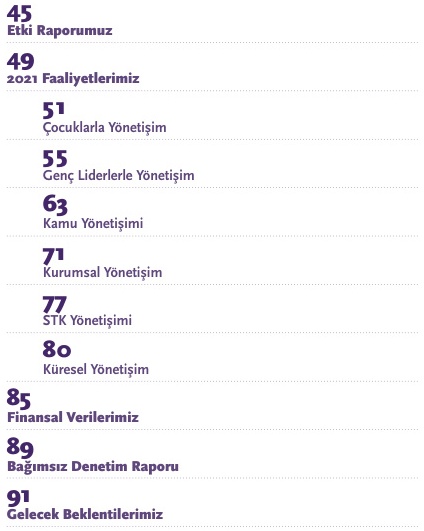 45
Etki Raporumuz
49
2021 Faaliyetlerimiz
51
Çocuklarla Yönetişim
55
Genç Liderlerle Yönetişim
63
Kamu Yönetişimi
71
Kurumsal Yönetişim
77
STK Yönetişimi
80
Küresel Yönetişim
85
Finansal Verilerimiz
89
Bağımsız Denetim Raporu
91
Gelecek Beklentilerimiz